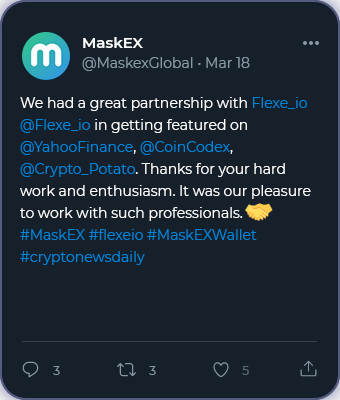 MaskEX
@MaskexGlobal · Mar 18
We had a great partnership with Flexe_io
@Flexe_io in getting featured on
@YahooFinance, @CoinCodex,
@Crypto_Potato. Thanks for your hard
work and enthusiasm. It was our pleasure
to work with such professionals.🤝
#MaskEX #flexeio #MaskEXWallet
#cryptonewsdaily
3 3 5